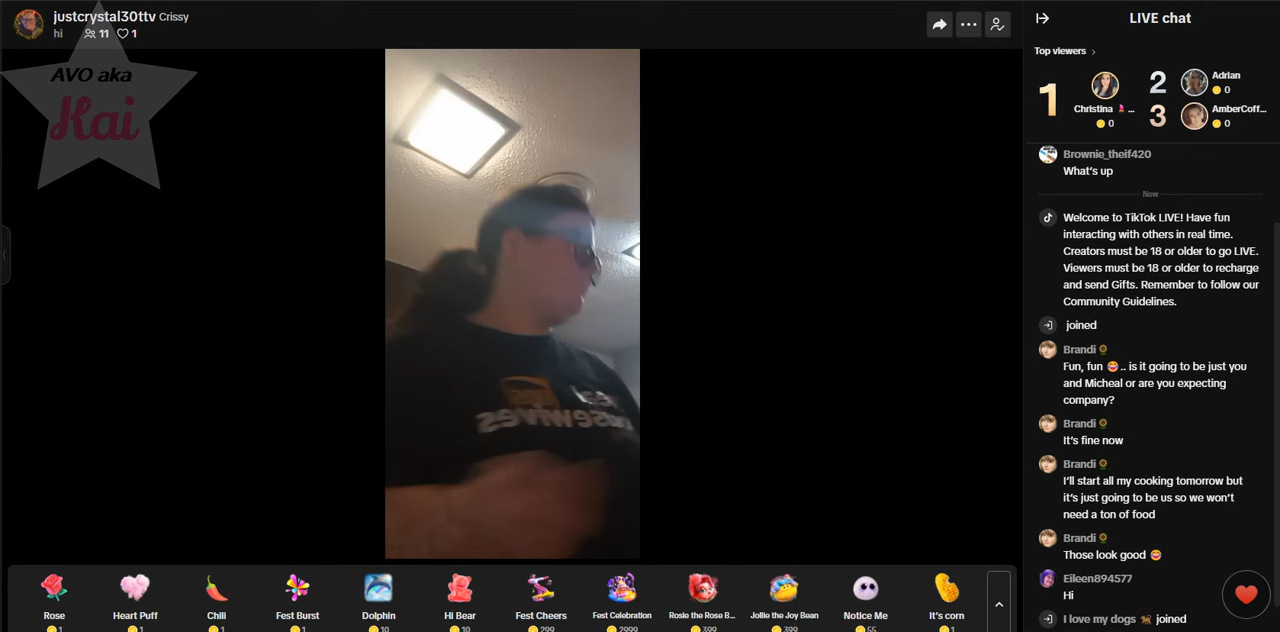 justcrystal30ttv Crissy
hi 11 1
AVO aka
Kai
LIVE chat
Top viewers
1 Christina ... 0
2 Adrian 0
3 AmberCoff... 0
Brownie_theif420
What's up
Now
Welcome to TikTok LIVE! Have fun
interacting with others in real time.
Creators must be 18 or older to go LIVE.
Viewers must be 18 or older to recharge
and send Gifts. Remember to follow our
Community Guidelines.
joined
Brandi
Fun, fun 😂 .. is it going to be just you
and Micheal or are you expecting
company?
Brandi
It's fine now
Brandi
I'll start all my cooking tomorrow but
it's just going to be us so we won't
need a ton of food
Brandi
Those look good 😂
Eileen894577
Hi
I love my dogs 🐕 joined
sewives
Rose Heart Puff Chili Fest Burst Dolphin Hi Bear Fest Cheers Fest Celebration Rosie the Rose B... Jollie the Joy Bean Notice Me It's corn
1 1 1 1 10 10 299 2999 399 399 55 1